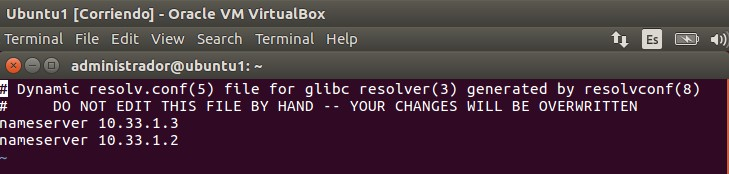 Ubuntu1 [Corriendo] - Oracle VM VirtualBox
Terminal File Edit View Search Terminal Help Es
administrador@ubuntu1: ~
# Dynamic resolv.conf(5) file for glibc resolver(3) generated by resolvconf(8)
#     DO NOT EDIT THIS FILE BY HAND -- YOUR CHANGES WILL BE OVERWRITTEN
nameserver 10.33.1.3
nameserver 10.33.1.2
~